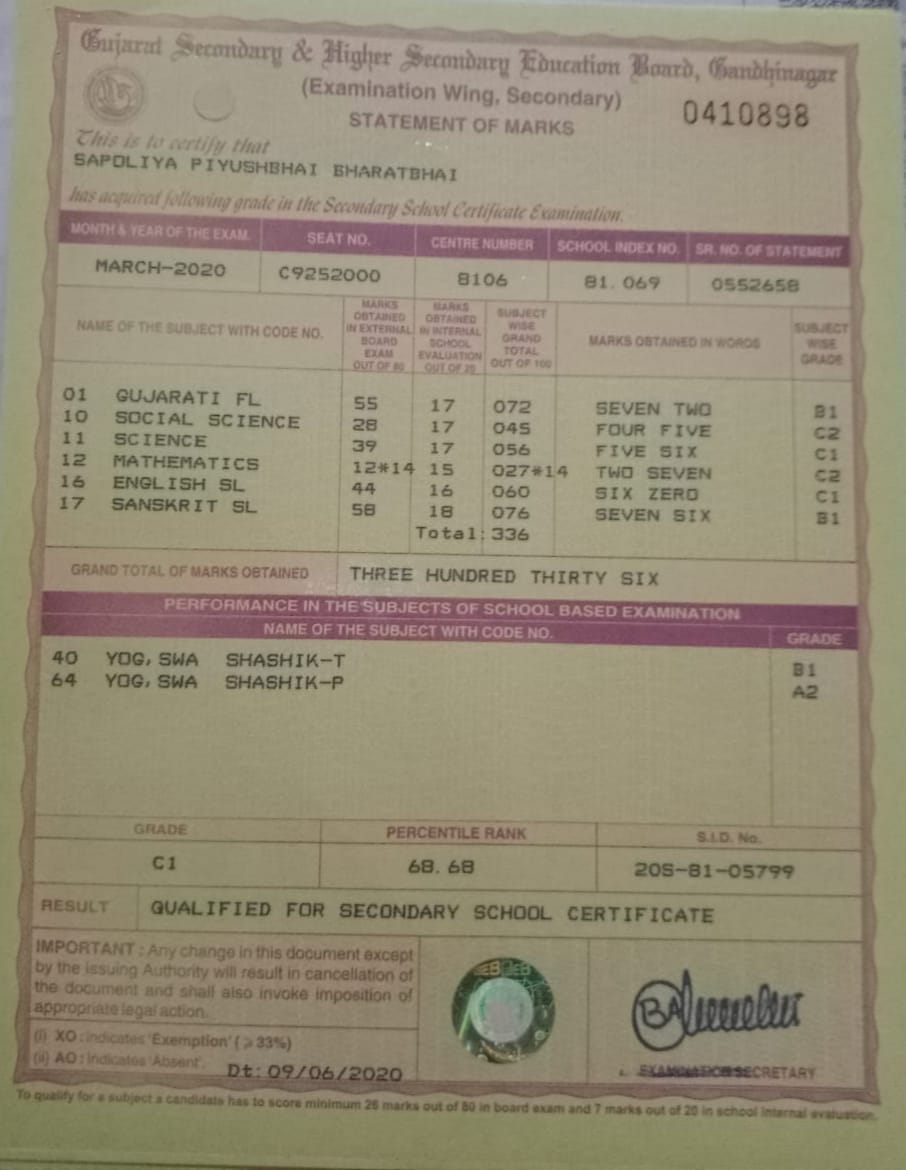 Gujarat Secondary & Higher Secondary Education Board, Gandhinagar
(Examination Wing, Secondary)
0410898
STATEMENT OF MARKS
This is to certify that
SAPOLIYA PIYUSHBHAI BHARATBHAI
has acquired following grade in the Secondary School Certificate Examination.
MONTH & YEAR OF THE EXAM. SEAT NO. CENTRE NUMBER SCHOOL INDEX NO. SR. NO. OF STATEMENT
MARCH-2020 C9252000 8106 81.069 0552658
NAME OF THE SUBJECT WITH CODE NO. MARKS OBTAINED IN EXTERNAL BOARD EXAM OUT OF 80 MARKS OBTAINED IN INTERNAL SCHOOL EVALUATION OUT OF 20 SUBJECT WISE GRAND TOTAL OUT OF 100 MARKS OBTAINED IN WORDS SUBJECT WISE GRADE
01 GUJARATI FL 55 17 072 SEVEN TWO B1
10 SOCIAL SCIENCE 28 17 045 FOUR FIVE C2
11 SCIENCE 39 17 056 FIVE SIX C1
12 MATHEMATICS 12*14 15 027*14 TWO SEVEN C2
16 ENGLISH SL 44 16 060 SIX ZERO C1
17 SANSKRIT SL 58 18 076 SEVEN SIX B1
Total: 336
GRAND TOTAL OF MARKS OBTAINED THREE HUNDRED THIRTY SIX
PERFORMANCE IN THE SUBJECTS OF SCHOOL BASED EXAMINATION
NAME OF THE SUBJECT WITH CODE NO. GRADE
40 YOG, SWA SHASHIK-T B1
64 YOG, SWA SHASHIK-P A2
GRADE PERCENTILE RANK S.I.D. No.
C1 68.68 20S-81-05799
RESULT QUALIFIED FOR SECONDARY SCHOOL CERTIFICATE
IMPORTANT : Any change in this document except
by the issuing Authority will result in cancellation of
the document and shall also invoke imposition of
appropriate legal action.
(i) XO : indicates 'Exemption' ( ≥ 33%)
(ii) AO : indicates 'Absent'.
Dt: 09/06/2020
EXAMINATION SECRETARY
To qualify for a subject a candidate has to score minimum 26 marks out of 80 in board exam and 7 marks out of 20 in school internal evaluation.